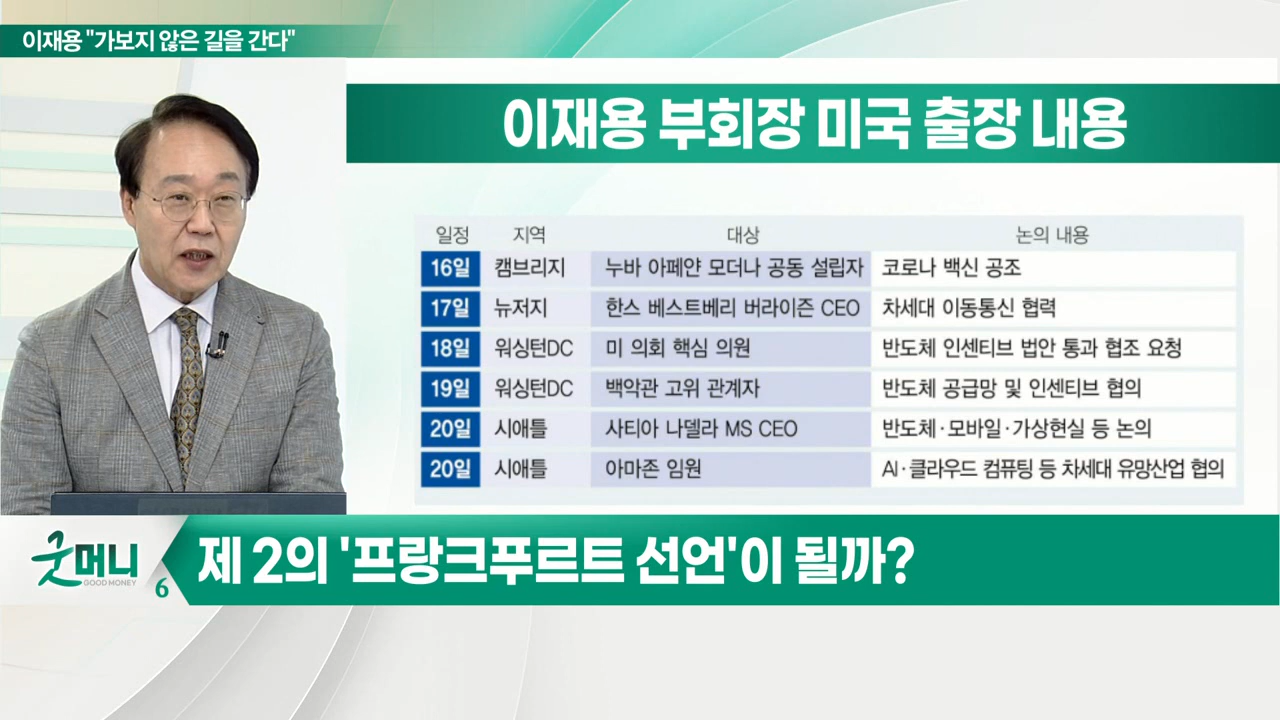 이재용 "가보지 않은 길을 간다"
이재용 부회장 미국 출장 내용
일정 지역 대상 논의 내용
16일 캠브리지 누바 아페얀 모더나 공동 설립자 코로나 백신 공조
17일 뉴저지 한스 베스트베리 버라이즌 CEO 차세대 이동통신 협력
18일 워싱턴DC 미 의회 핵심 의원 반도체 인센티브 법안 통과 협조 요청
19일 워싱턴DC 백악관 고위 관계자 반도체 공급망 및 인센티브 협의
20일 시애틀 사티아 나델라 MS CEO 반도체·모바일·가상현실 등 논의
20일 시애틀 아마존 임원 AI·클라우드 컴퓨팅 등 차세대 유망산업 협의
굿머니
GOOD MONEY
6
제 2의 '프랑크푸르트 선언'이 될까?